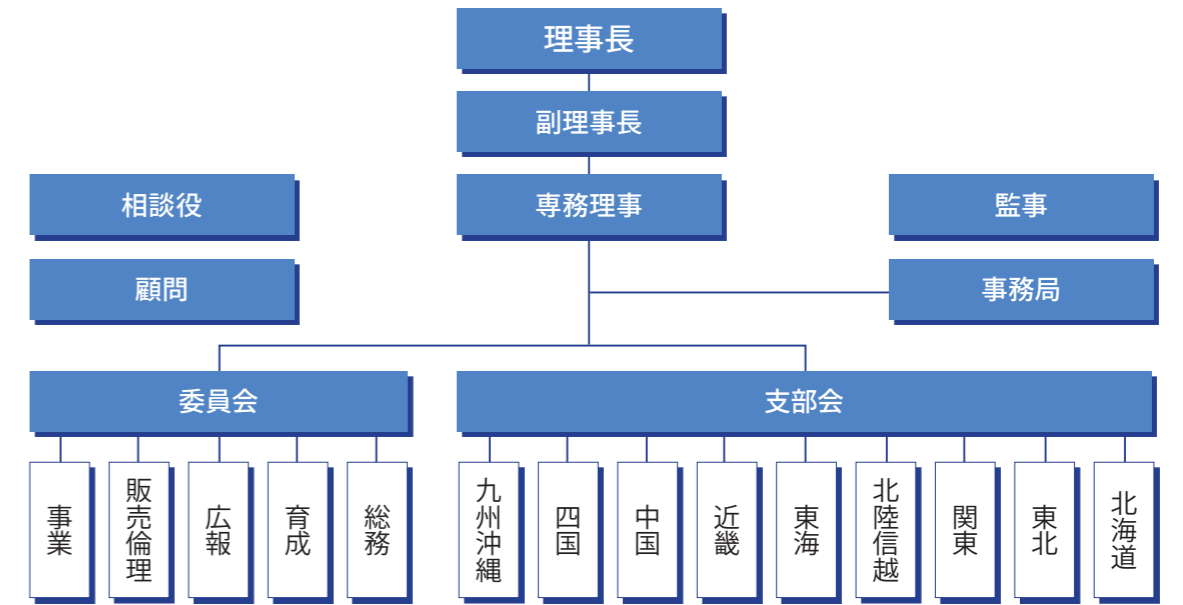 理事長
副理事長
相談役
専務理事
監事
顧問
事務局
委員会
支部会
事業
販売倫理
広報
育成
総務
九州沖縄
四国
中国
近畿
東海
北陸信越
関東
東北
北海道